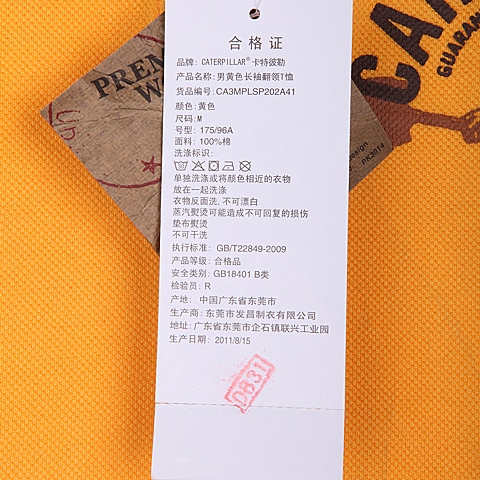 合格证
品牌: CATERPILLAR® 卡特彼勒
产品名称: 男黄色长袖翻领T恤
货品编号: CA3MPLSP202A41
颜色: 黄色
尺码: M
号型: 175/96A
面料: 100%棉
洗涤标识:
单独洗涤或将颜色相近的衣物
放在一起洗涤
衣物反面洗, 不可漂白
蒸汽熨烫可能造成不可回复的损伤
垫布熨烫
不可干洗
执行标准: GB/T22849-2009
产品等级: 合格品
安全类别: GB18401 B类
检验员: R
产地: 中国广东省东莞市
生产商: 东莞市发昌制衣有限公司
地址: 广东省东莞市企石镇联兴工业园
生产日期: 2011/8/15
DB31
PREM
W
CAT
GUARAN
esign
PK3014